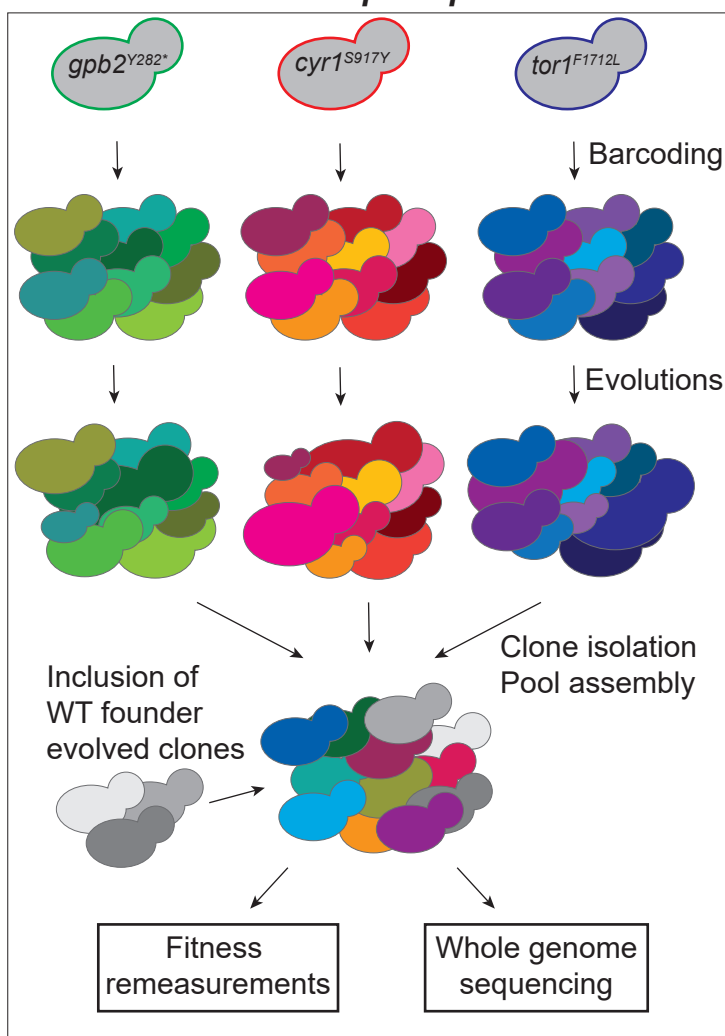 gpb2Y282*
cyr1S917Y
tor1F1712L
Barcoding
Evolutions
Clone isolation
Pool assembly
Inclusion of
WT founder
evolved clones
Fitness
remeasurements
Whole genome
sequencing